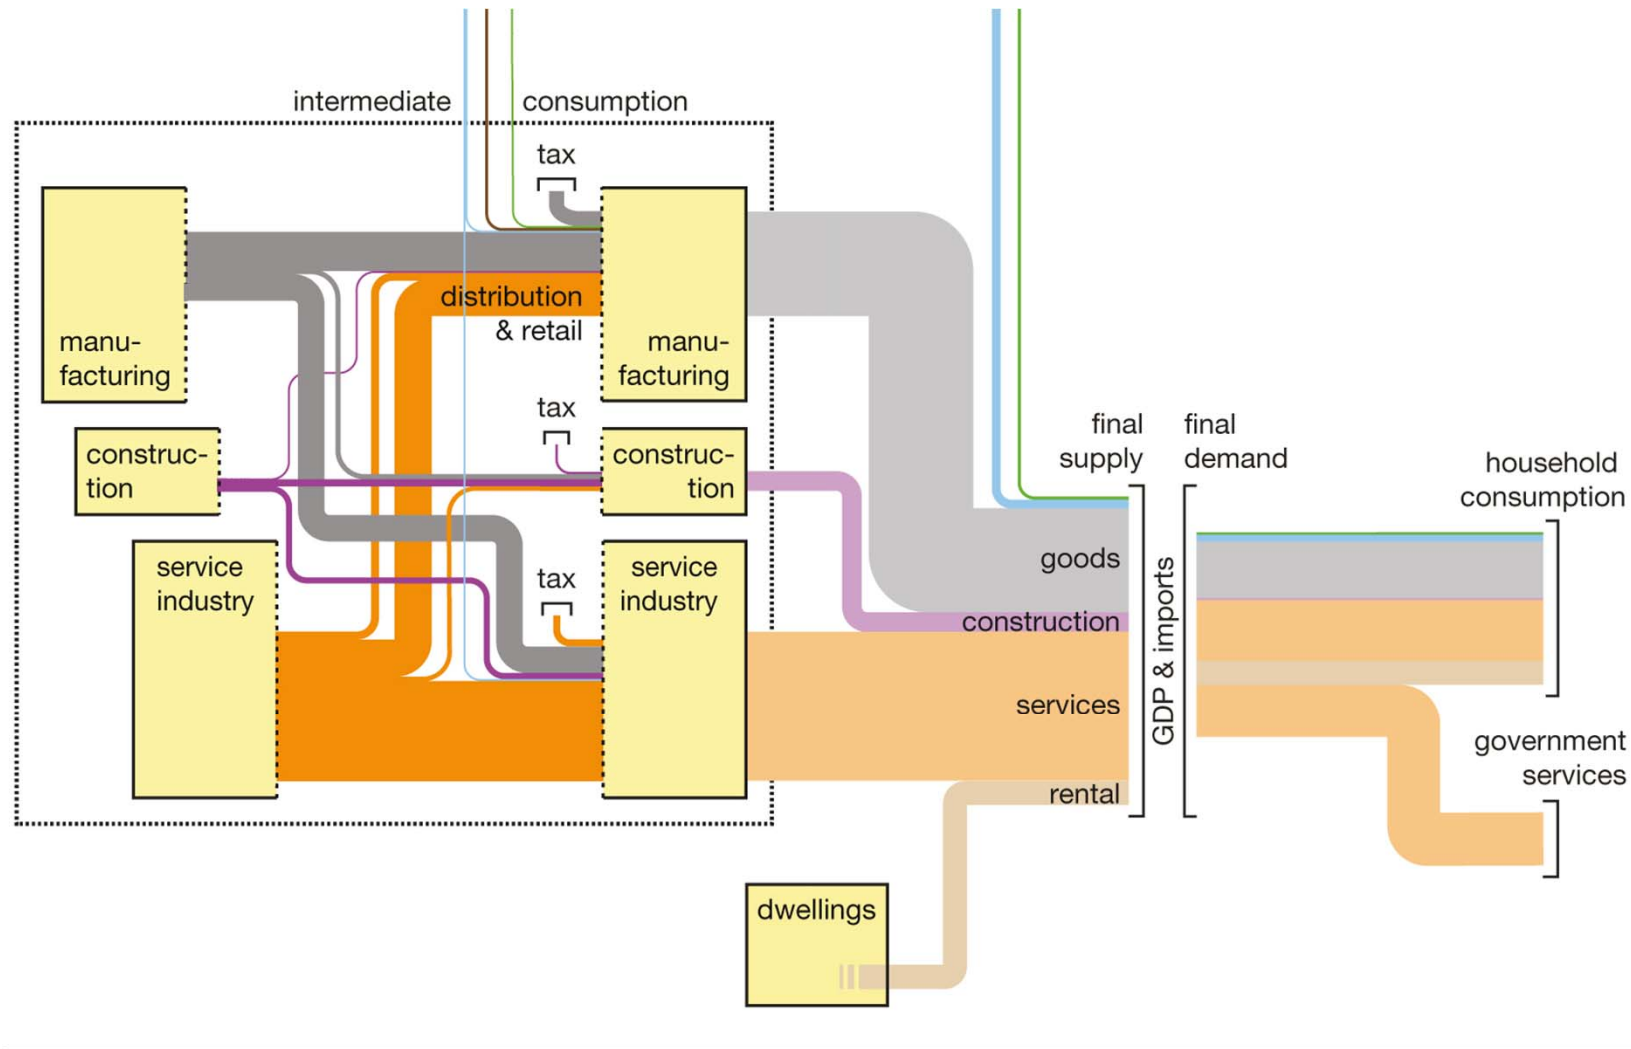 intermediate
consumption
tax
manu-
facturing
distribution
& retail
manu-
facturing
tax
construc-
tion
construc-
tion
service
industry
tax
service
industry
final
supply
final
demand
household
consumption
goods
construction
services
rental
GDP & imports
government
services
dwellings